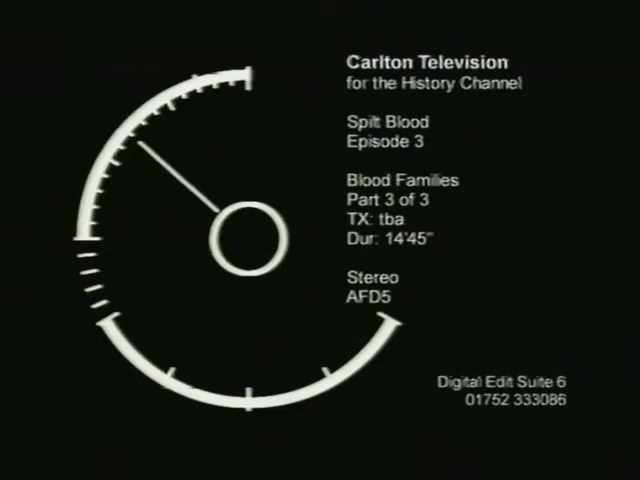 Carlton Television
for the History Channel
Spilt Blood
Episode 3
Blood Families
Part 3 of 3
TX: tba
Dur: 14'45"
Stereo
AFD5
Digital Edit Suite 6
01752 333086